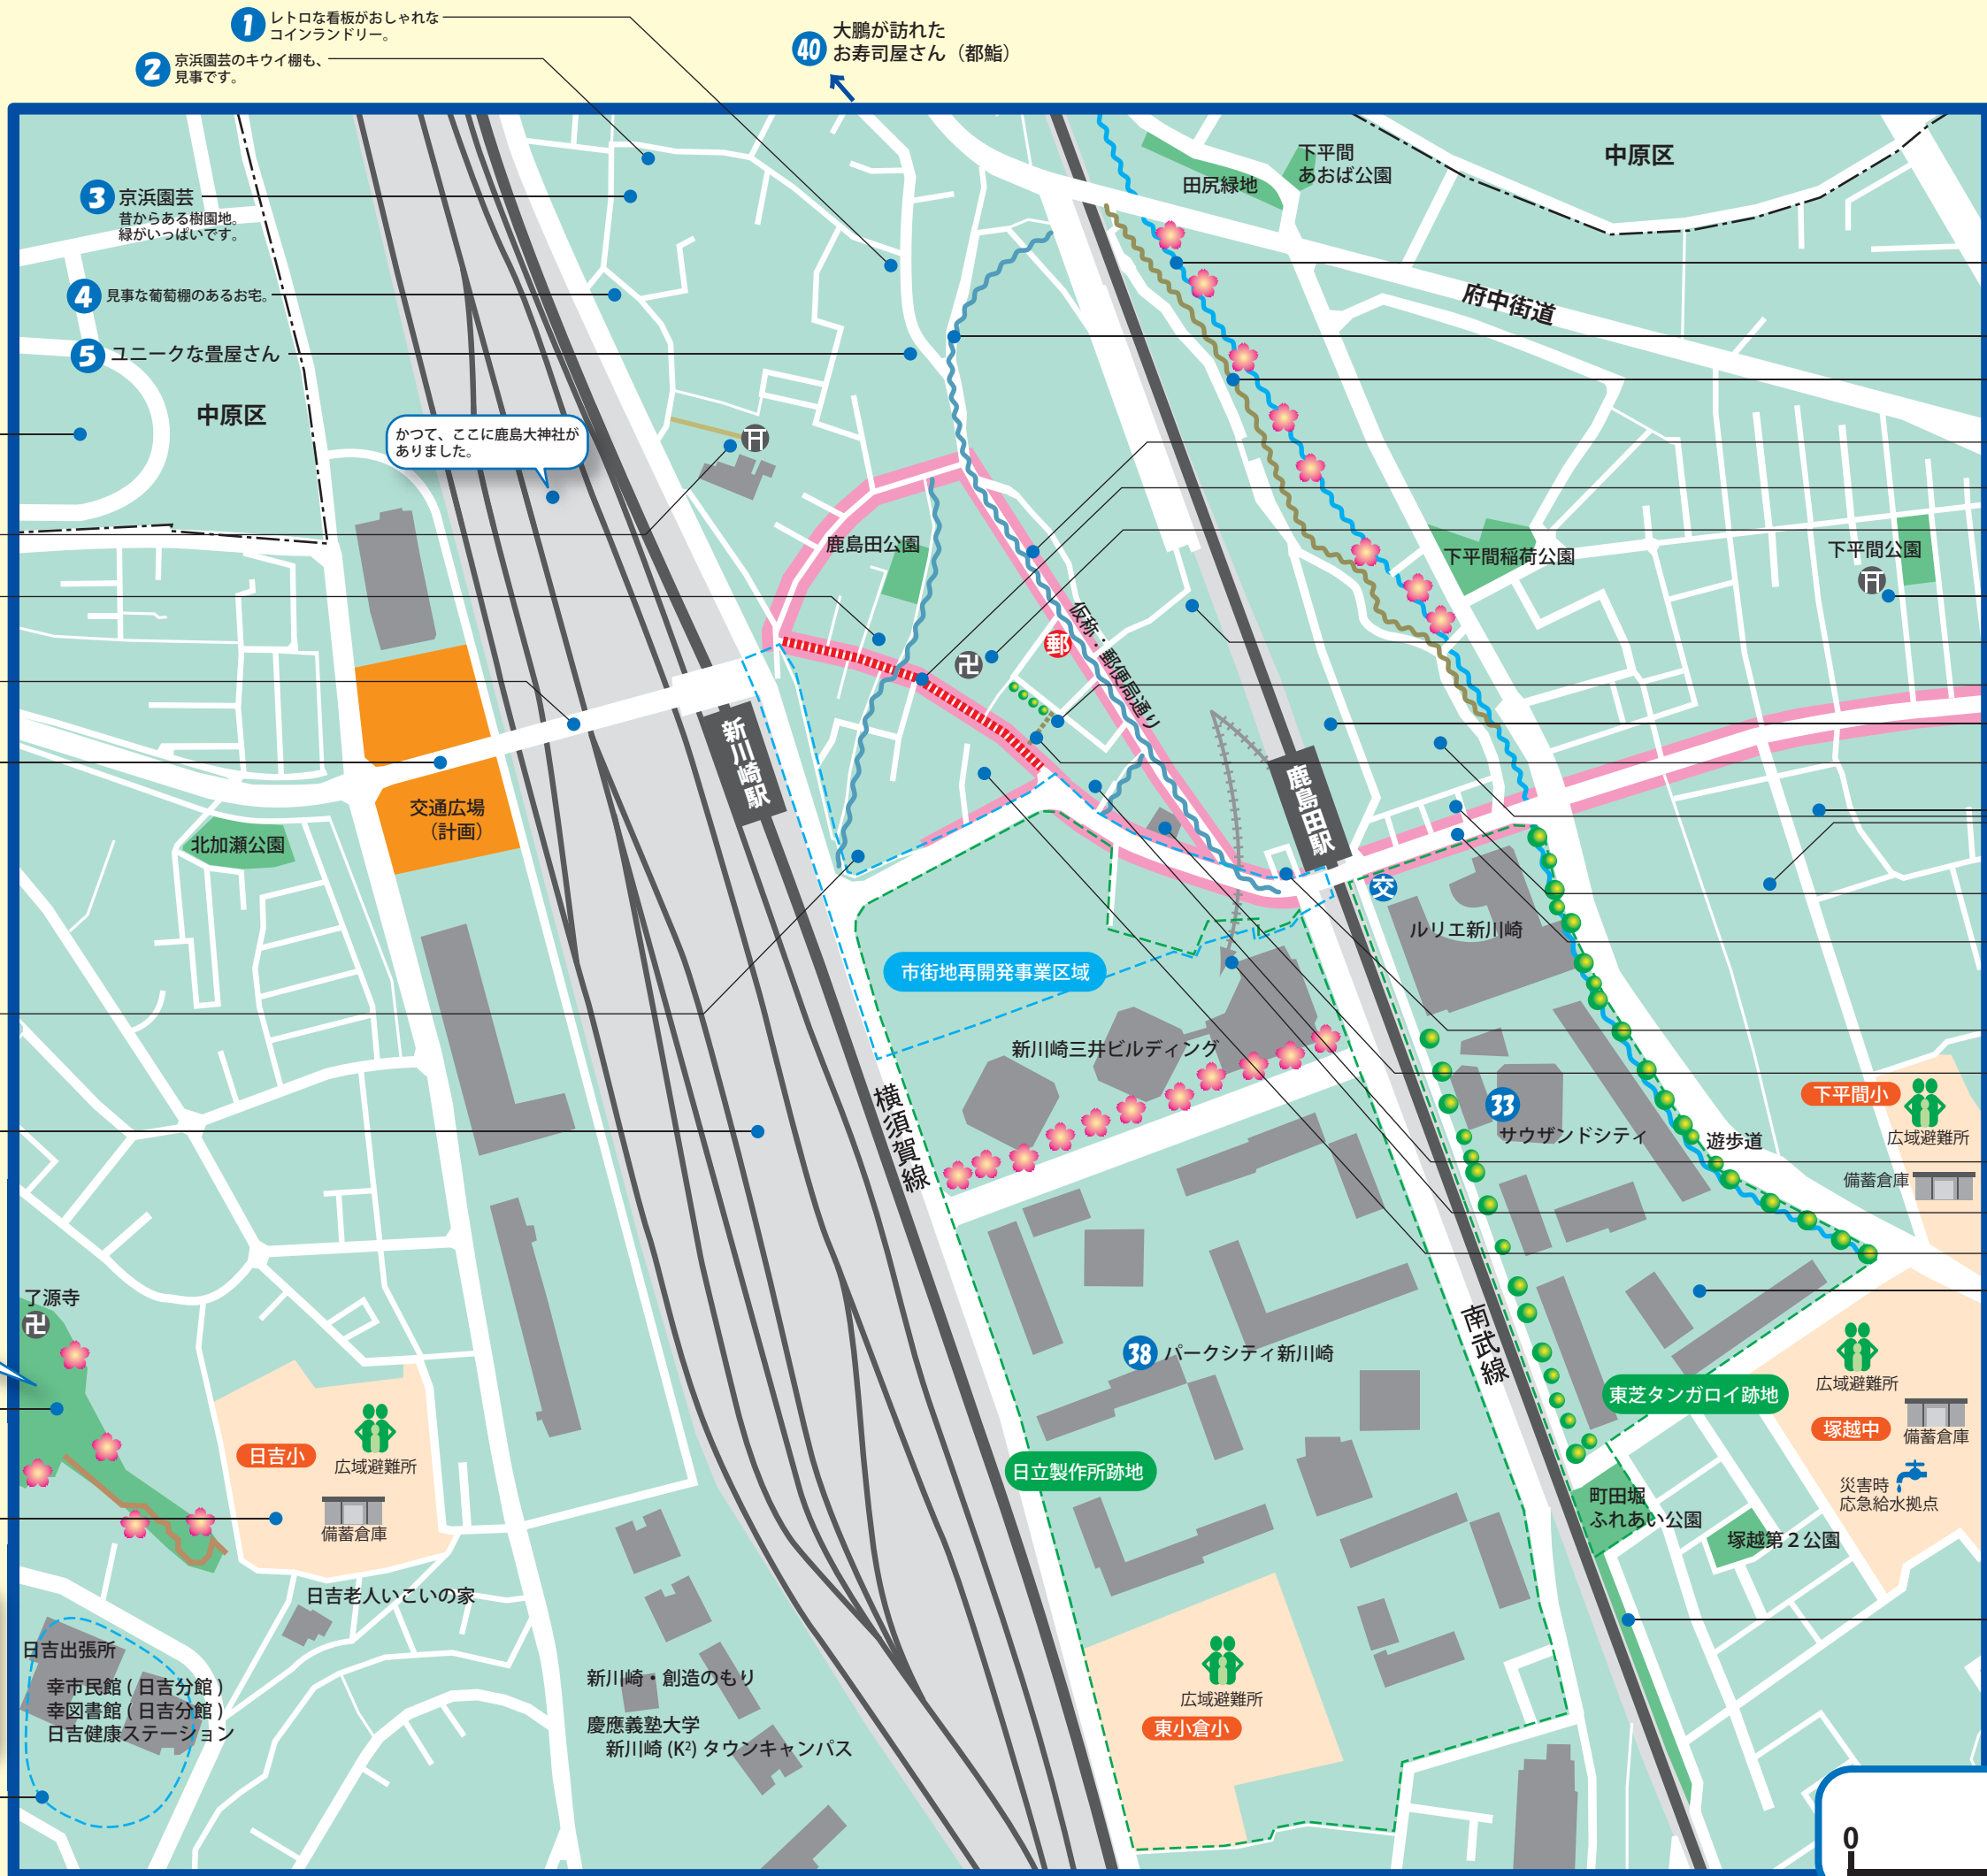 1 レトロな看板がおしゃれな
コインランドリー。
2 京浜園芸のキウイ棚も、
見事です。
40 大鵬が訪れた
お寿司屋さん（都鮨）
3 京浜園芸
昔からある樹園地。
緑がいっぱいです。
4 見事な葡萄棚のあるお宅。
5 ユニークな畳屋さん
中原区
かつて、ここに鹿島大神社が
ありました。
田尻緑地
下平間
あおば公園
中原区
府中街道
鹿島田公園
下平間稲荷公園
下平間公園
仮称：郵便局通り
郵
卍
新川崎駅
鹿島田駅
交
交通広場
（計画）
北加瀬公園
ルリエ新川崎
市街地再開発事業区域
新川崎三井ビルディング
横須賀線
33
サウザンドシティ
遊歩道
下平間小
広域避難所
備蓄倉庫
了源寺
卍
38 パークシティ新川崎
南武線
東芝タンガロイ跡地
広域避難所
塚越中
備蓄倉庫
災害時
応急給水拠点
日吉小
広域避難所
備蓄倉庫
日立製作所跡地
町田堀
ふれあい公園
塚越第２公園
日吉老人いこいの家
日吉出張所
幸市民館 ( 日吉分館 )
幸図書館 ( 日吉分館 )
日吉健康ステーション
新川崎・創造のもり
慶應義塾大学
新川崎 (K²) タウンキャンパス
広域避難所
東小倉小
0